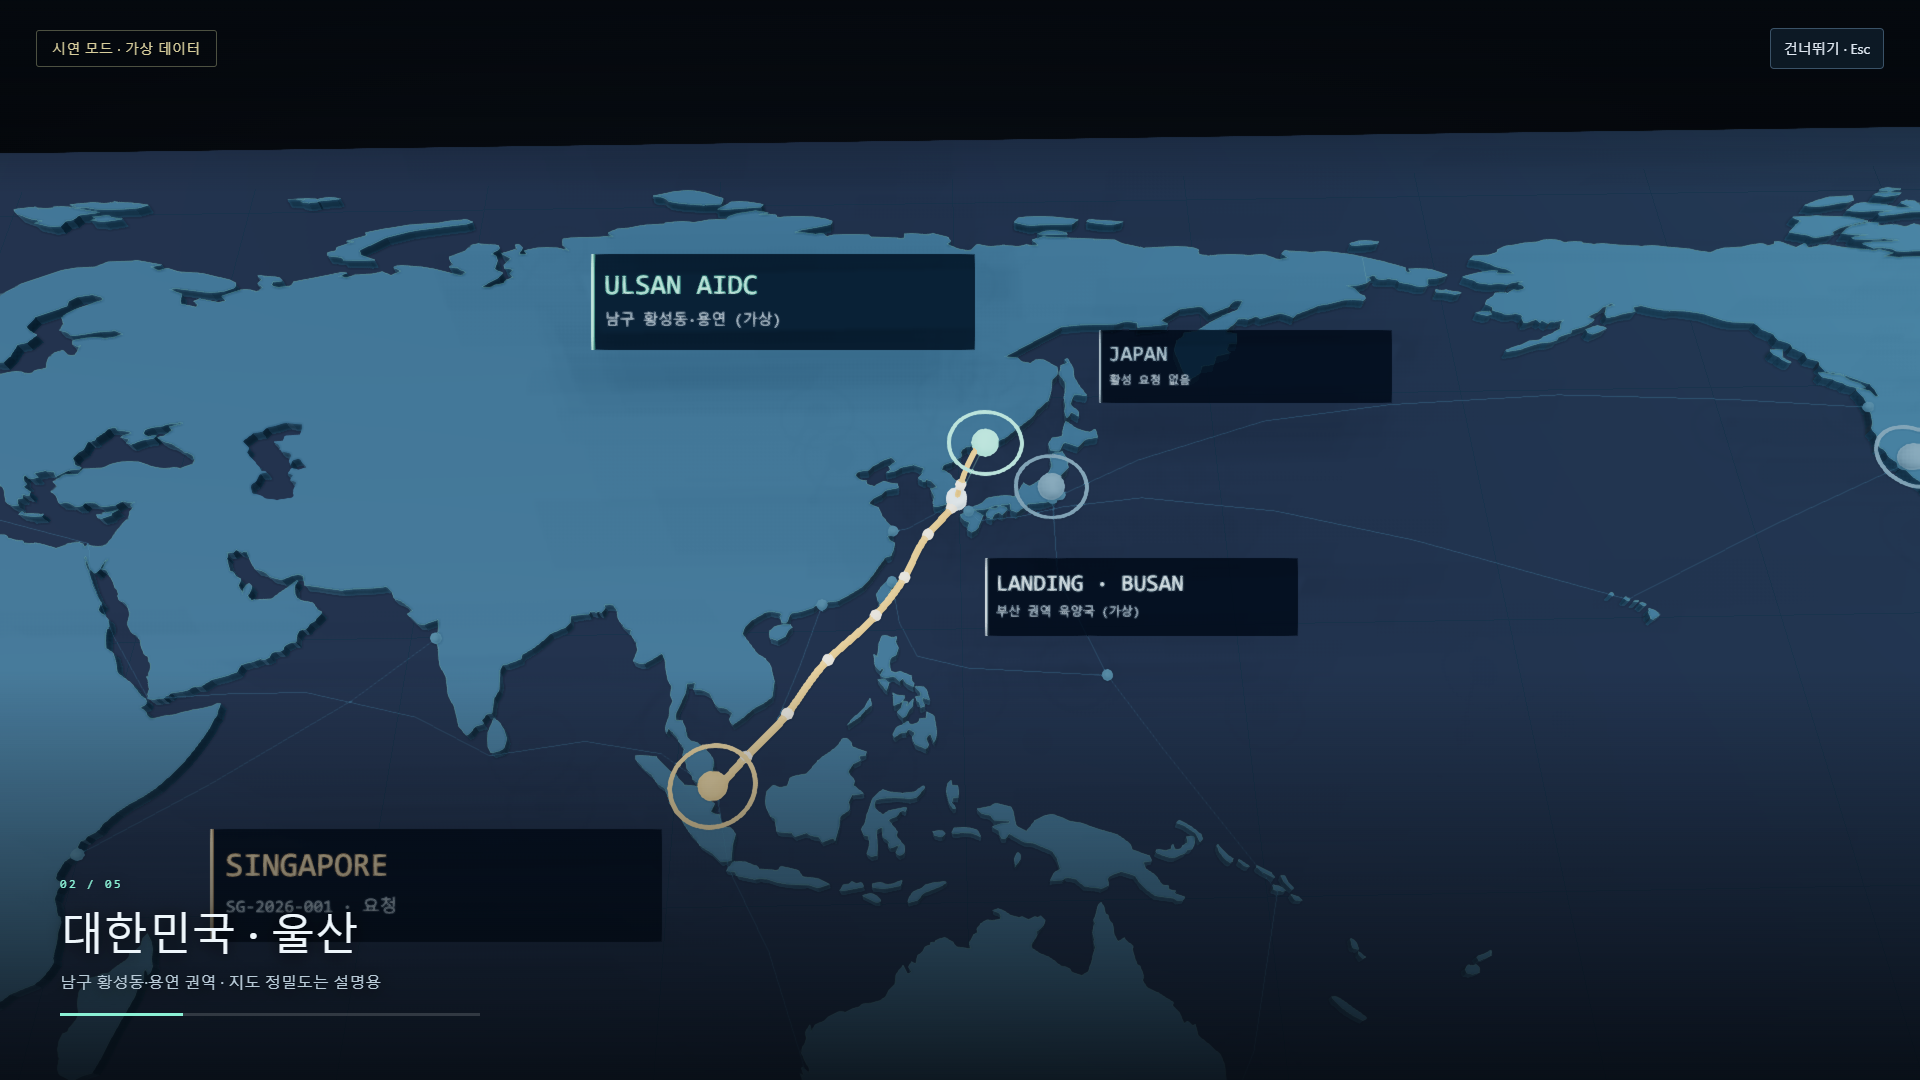 시연 모드 · 가상 데이터
건너뛰기 · Esc
ULSAN AIDC
남구 황성동·용연 (가상)
JAPAN
활성 요청 없음
LANDING · BUSAN
부산 권역 육양국 (가상)
SINGAPORE
SG-2026-001 · 요청
02 / 05
대한민국 · 울산
남구 황성동·용연 권역 · 지도 정밀도는 설명용